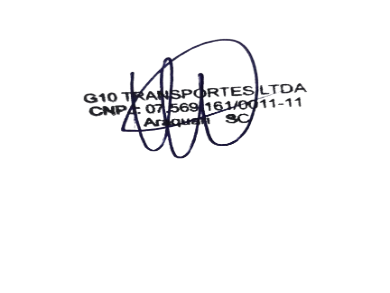 G10 TRANSPORTES LTDA
CNPJ: 07.569.161/0011-11
Araquari SC